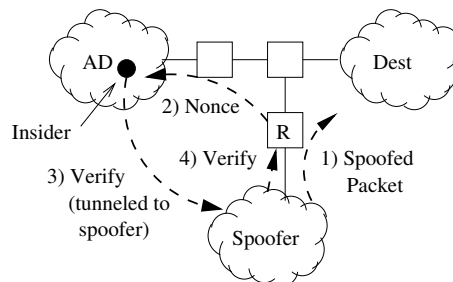 AD
Dest
Insider
2) Nonce
R
3) Verify
(tunneled to
spoofer)
4) Verify
1) Spoofed
Packet
Spoofer